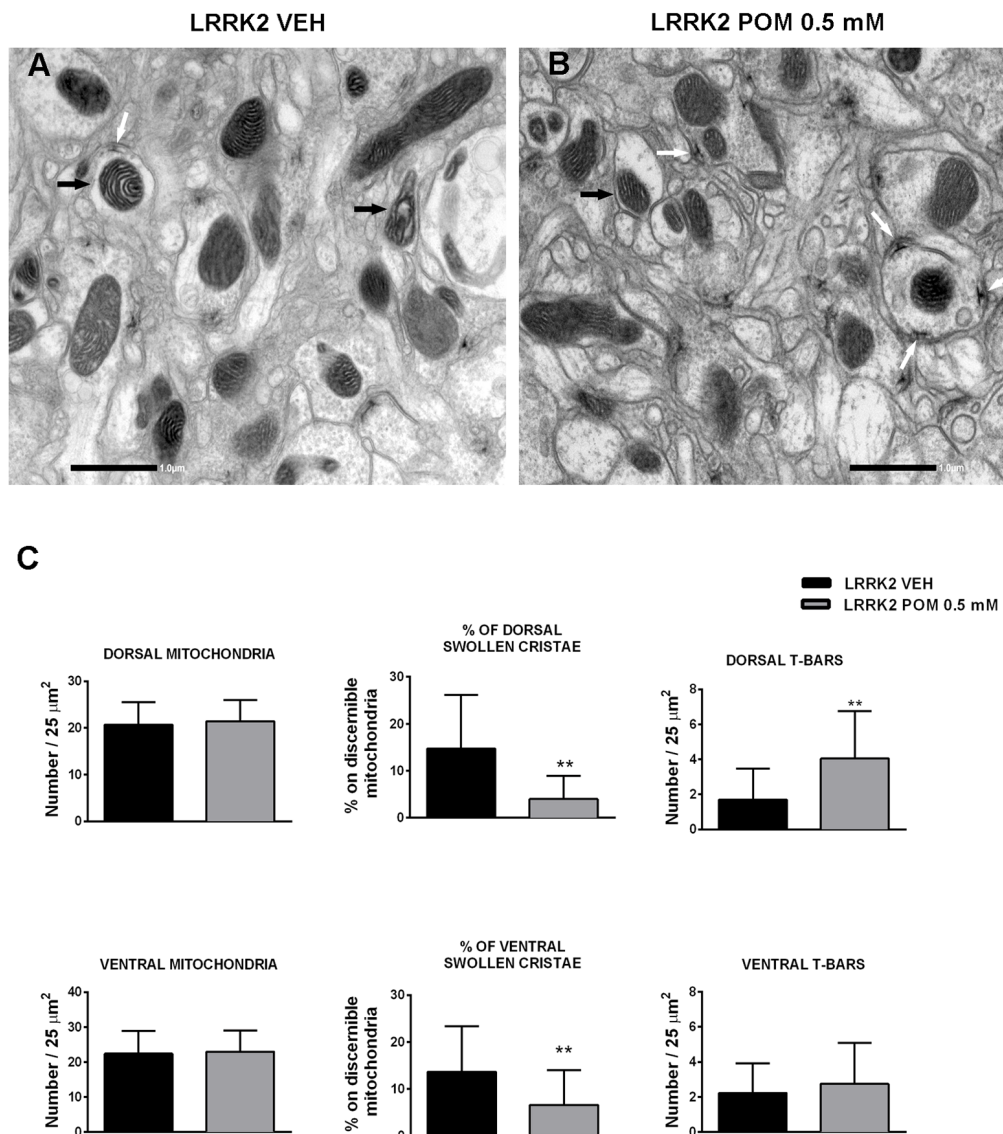 LRRK2 VEH
LRRK2 POM 0.5 mM
A
B
1.0µm
1.0µm
C
LRRK2 VEH
LRRK2 POM 0.5 mM
DORSAL MITOCHONDRIA
Number / 25 µm²
30
20
10
0
% OF DORSAL
SWOLLEN CRISTAE
% on discernible
mitochondria
30
20
10
0
**
DORSAL T-BARS
Number / 25 µm²
8
6
4
2
0
**
VENTRAL MITOCHONDRIA
Number / 25 µm²
40
30
20
10
0
% OF VENTRAL
SWOLLEN CRISTAE
% on discernible
mitochondria
30
20
10
**
VENTRAL T-BARS
Number / 25 µm²
8
6
4
2
0